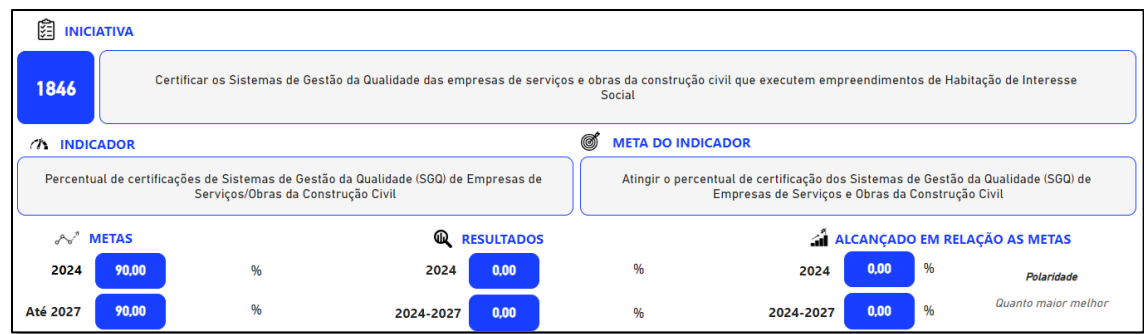 INICIATIVA
1846
Certificar os Sistemas de Gestão da Qualidade das empresas de serviços e obras da construção civil que executem empreendimentos de Habitação de Interesse
Social
INDICADOR
META DO INDICADOR
Percentual de certificações de Sistemas de Gestão da Qualidade (SGQ) de Empresas de
Serviços/Obras da Construção Civil
Atingir o percentual de certificação dos Sistemas de Gestão da Qualidade (SGQ) de
Empresas de Serviços e Obras da Construção Civil
METAS
RESULTADOS
ALCANÇADO EM RELAÇÃO AS METAS
2024 90,00 %
2024 0,00 %
2024 0,00 %
Polaridade
Até 2027 90,00 %
2024-2027 0,00 %
2024-2027 0,00 %
Quanto maior melhor